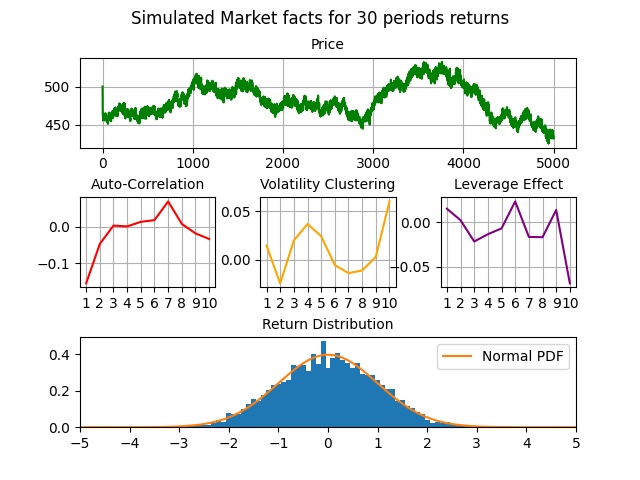 Simulated Market facts for 30 periods returns
Price
500
450
0 1000 2000 3000 4000 5000
Auto-Correlation Volatility Clustering Leverage Effect
0.0
−0.1
1 2 3 4 5 6 7 8 9 10
0.05
0.00
1 2 3 4 5 6 7 8 9 10
0.00
−0.05
1 2 3 4 5 6 7 8 9 10
Return Distribution
0.4
0.2
0.0
Normal PDF
−5 −4 −3 −2 −1 0 1 2 3 4 5